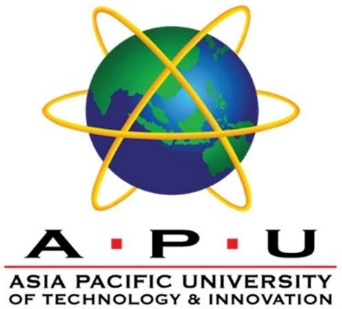 A · P · U
ASIA PACIFIC UNIVERSITY
OF TECHNOLOGY & INNOVATION